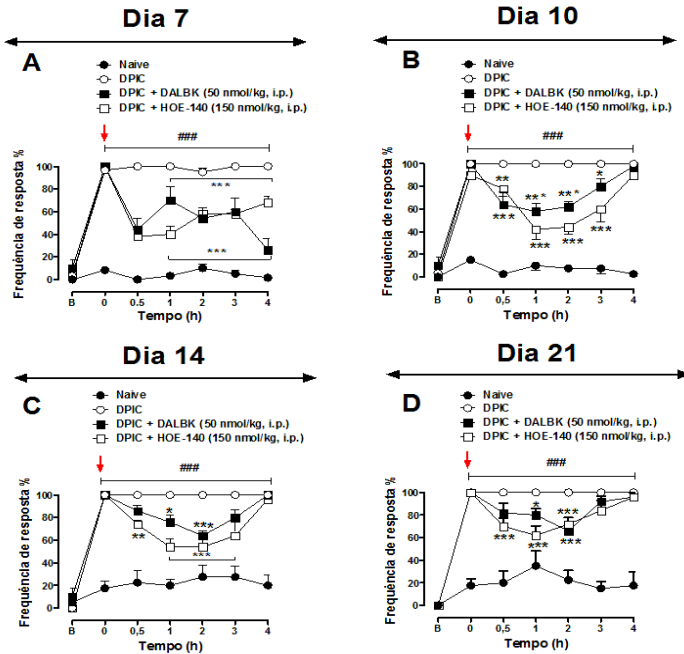 Dia 7
A
Naive
DPIC
DPIC + DALBK (50 nmol/kg, i.p.)
DPIC + HOE-140 (150 nmol/kg, i.p.)
###
***
***
Frequência de resposta %
100
80
60
40
20
0
B 0 0,5 1 2 3 4
Tempo (h)
Dia 10
B
Naive
DPIC
DPIC + DALBK (50 nmol/kg, i.p.)
DPIC + HOE-140 (150 nmol/kg, i.p.)
###
** *** *** *
*** *** *** ***
Frequência de resposta %
100
80
60
40
20
0
B 0 0,5 1 2 3 4
Tempo (h)
Dia 14
C
Naive
DPIC
DPIC + DALBK (50 nmol/kg, i.p.)
DPIC + HOE-140 (150 nmol/kg, i.p.)
###
* ***
** ***
Frequência de resposta %
100
80
60
40
20
0
B 0 0,5 1 2 3 4
Tempo (h)
Dia 21
D
Naive
DPIC
DPIC + DALBK (50 nmol/kg, i.p.)
DPIC + HOE-140 (150 nmol/kg, i.p.)
###
* ***
*** *** ***
Frequência de resposta %
100
80
60
40
20
0
B 0 0,5 1 2 3 4
Tempo (h)